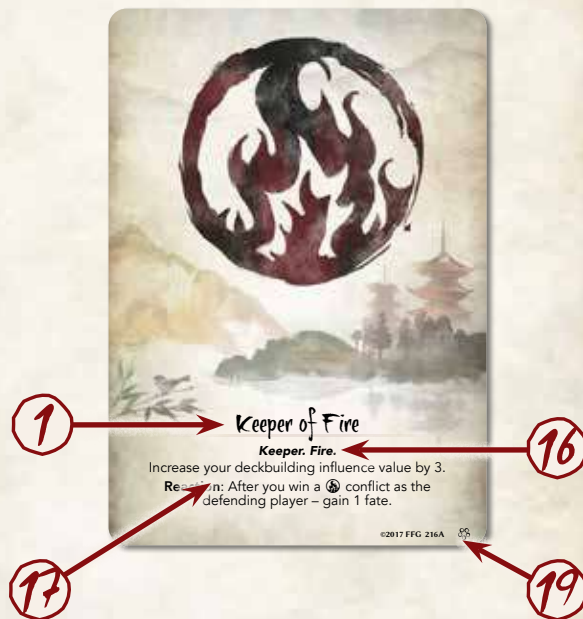 Keeper of Fire
1
Keeper. Fire.
16
Increase your deckbuilding influence value by 3.
Reaction: After you win a conflict as the
defending player – gain 1 fate.
©2017 FFG 216A
17
19